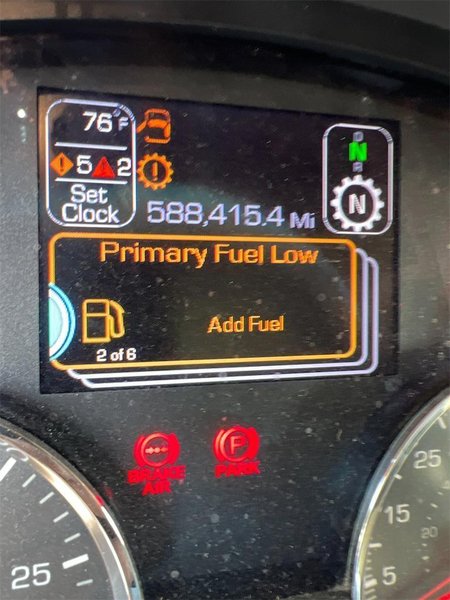 76°F
5 2
Set
Clock
588,415.4 Mi
D
N
R
N
Primary Fuel Low
Add Fuel
2 of 6
BRAKE
AIR
F
PARK
25
25
15
20
5